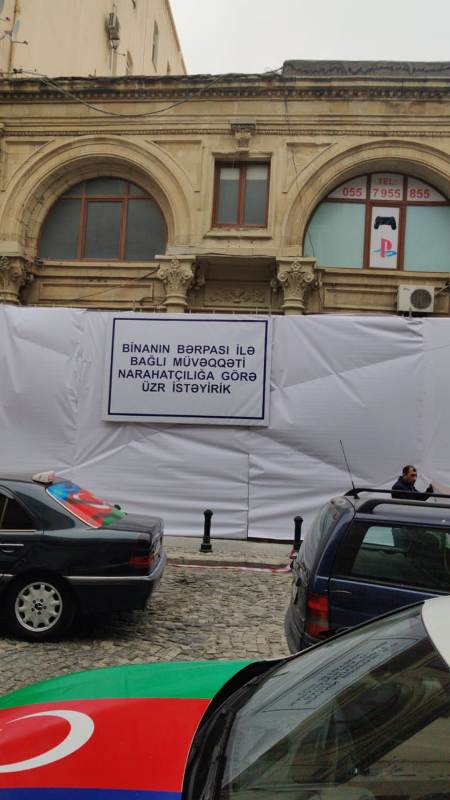 TEL:
055 7955 855
BİNANIN BƏRPASI İLƏ
BAĞLI MÜVƏQQƏTİ
NARAHATÇILIĞA GÖRƏ
ÜZR İSTƏYİRİK